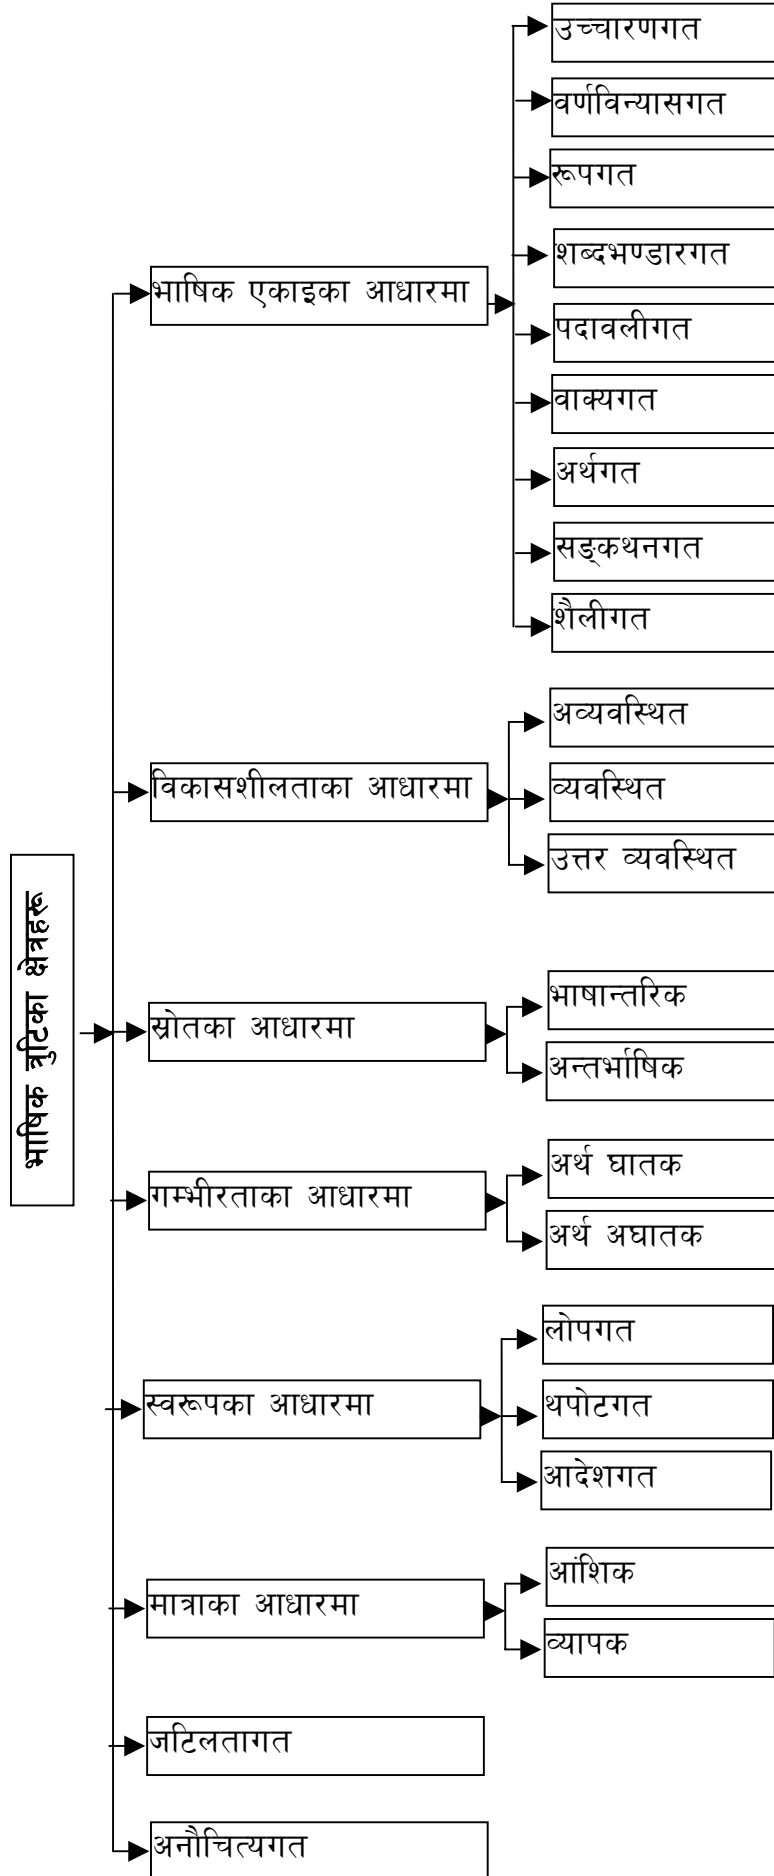 भाषिक त्रुटिका क्षेत्रहरू
भाषिक एकाइका आधारमा
उच्चारणगत
वर्णविन्यासगत
रूपगत
शब्दभण्डारगत
पदावलीगत
वाक्यगत
अर्थगत
सङ्कथनगत
शैलीगत
विकासशीलताका आधारमा
अव्यवस्थित
व्यवस्थित
उत्तर व्यवस्थित
स्रोतका आधारमा
भाषान्तरिक
अन्तर्भाषिक
गम्भीरताका आधारमा
अर्थ घातक
अर्थ अघातक
स्वरूपका आधारमा
लोपगत
थपोटगत
आदेशगत
मात्राका आधारमा
आंशिक
व्यापक
जटिलतागत
अनौचित्यगत